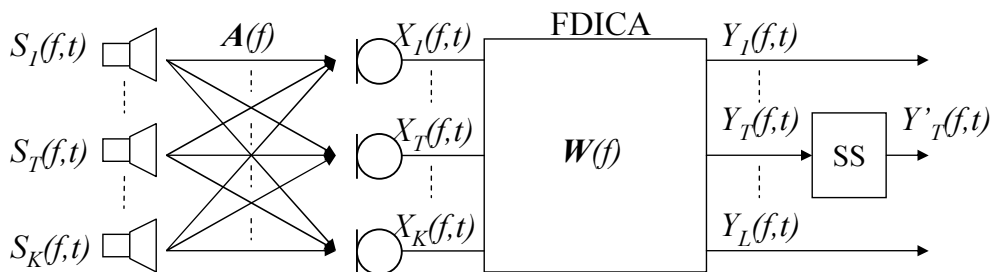 FDICA
S1(f,t) A(f) X1(f,t) Y1(f,t)
ST(f,t) XT(f,t) W(f) YT(f,t) SS Y'T(f,t)
SK(f,t) XK(f,t) YL(f,t)